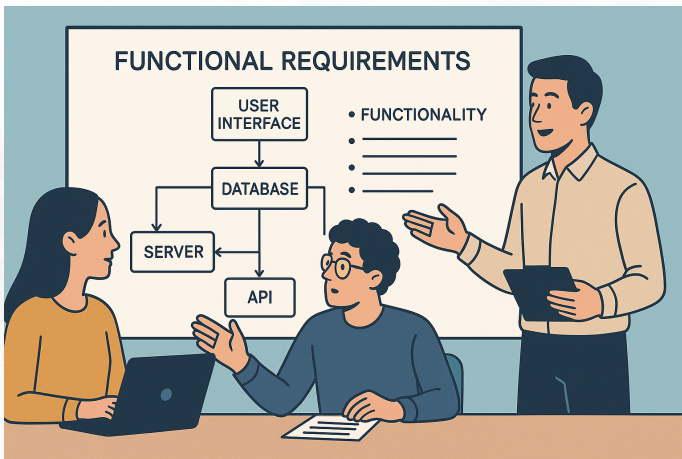 FUNCTIONAL REQUIREMENTS
USER
INTERFACE
• FUNCTIONALITY
DATABASE
SERVER
API